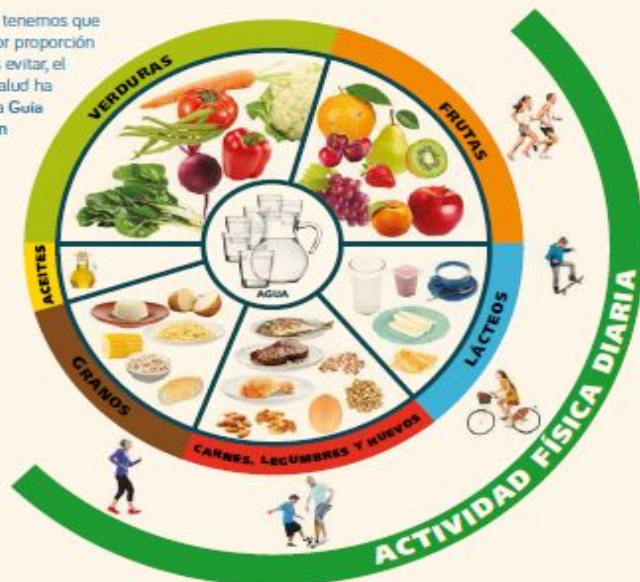 tenemos que
or proporción
s evitar, el
alud ha
a Guía
n
VERDURAS
FRUTAS
ACEITES
AGUA
LÁCTEOS
GRANOS
CARNES, LEGUMBRES Y HUEVOS
ACTIVIDAD FÍSICA DIARIA